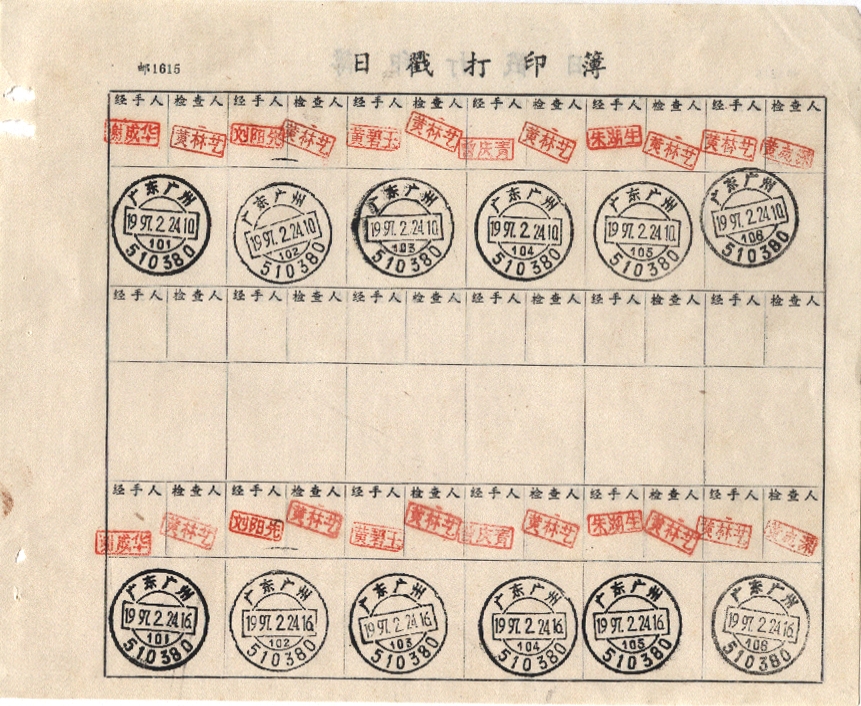 邮1615
日戳打印簿
经手人 检查人 经手人 检查人 经手人 检查人 经手人 检查人 经手人 检查人 经手人 检查人
谢成华 黄林艺 刘阳光 黄林艺 黄碧玉 黄林艺 庆青 黄林艺 朱湖生 黄林艺 黄林艺 黄志深
广东广州 广东广州 广东广州 广东广州 广东广州 广东广州
1997.2.24.10 1997.2.24.10 1997.2.24.10 1997.2.24.10 1997.2.24.10 1997.2.24.10
101 102 103 104 105 106
510380 510380 510380 510380 510380 510380
经手人 检查人 经手人 检查人 经手人 检查人 经手人 检查人 经手人 检查人 经手人 检查人
经手人 检查人 经手人 检查人 经手人 检查人 经手人 检查人 经手人 检查人 经手人 检查人
谢成华 黄林艺 刘阳光 黄林艺 黄碧玉 黄林艺 庆青 黄林艺 朱湖生 黄林艺 黄林艺 黄志深
广东广州 广东广州 广东广州 广东广州 广东广州 广东广州
1997.2.24.16 1997.2.24.16 1997.2.24.16 1997.2.24.16 1997.2.24.16 1997.2.24.16
101 102 103 104 105 106
510380 510380 510380 510380 510380 510380